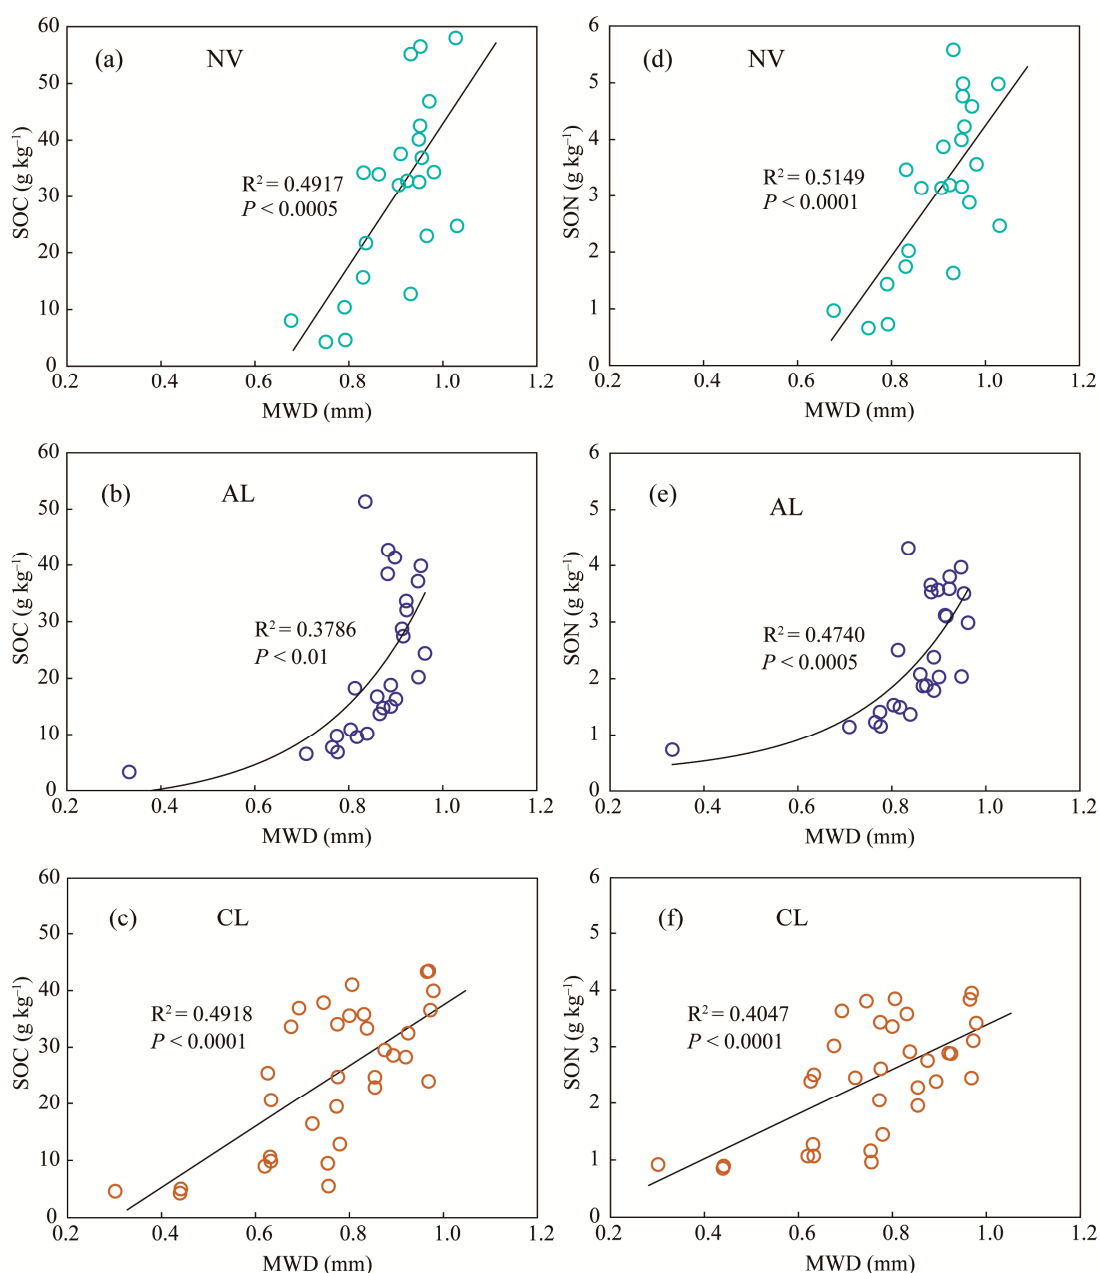 60
50
40
30
20
10
0
SOC (g kg⁻¹)
(a)
NV
R² = 0.4917
P < 0.0005
0.2 0.4 0.6 0.8 1.0 1.2
MWD (mm)
6
5
4
3
2
1
0
SON (g kg⁻¹)
(d)
NV
R² = 0.5149
P < 0.0001
0.2 0.4 0.6 0.8 1.0 1.2
MWD (mm)
60
50
40
30
20
10
0
SOC (g kg⁻¹)
(b)
AL
R² = 0.3786
P < 0.01
0.2 0.4 0.6 0.8 1.0 1.2
MWD (mm)
6
5
4
3
2
1
0
SON (g kg⁻¹)
(e)
AL
R² = 0.4740
P < 0.0005
0.2 0.4 0.6 0.8 1.0 1.2
MWD (mm)
60
50
40
30
20
10
0
SOC (g kg⁻¹)
(c)
CL
R² = 0.4918
P < 0.0001
0.2 0.4 0.6 0.8 1.0 1.2
MWD (mm)
6
5
4
3
2
1
0
SON (g kg⁻¹)
(f)
CL
R² = 0.4047
P < 0.0001
0.2 0.4 0.6 0.8 1.0 1.2
MWD (mm)